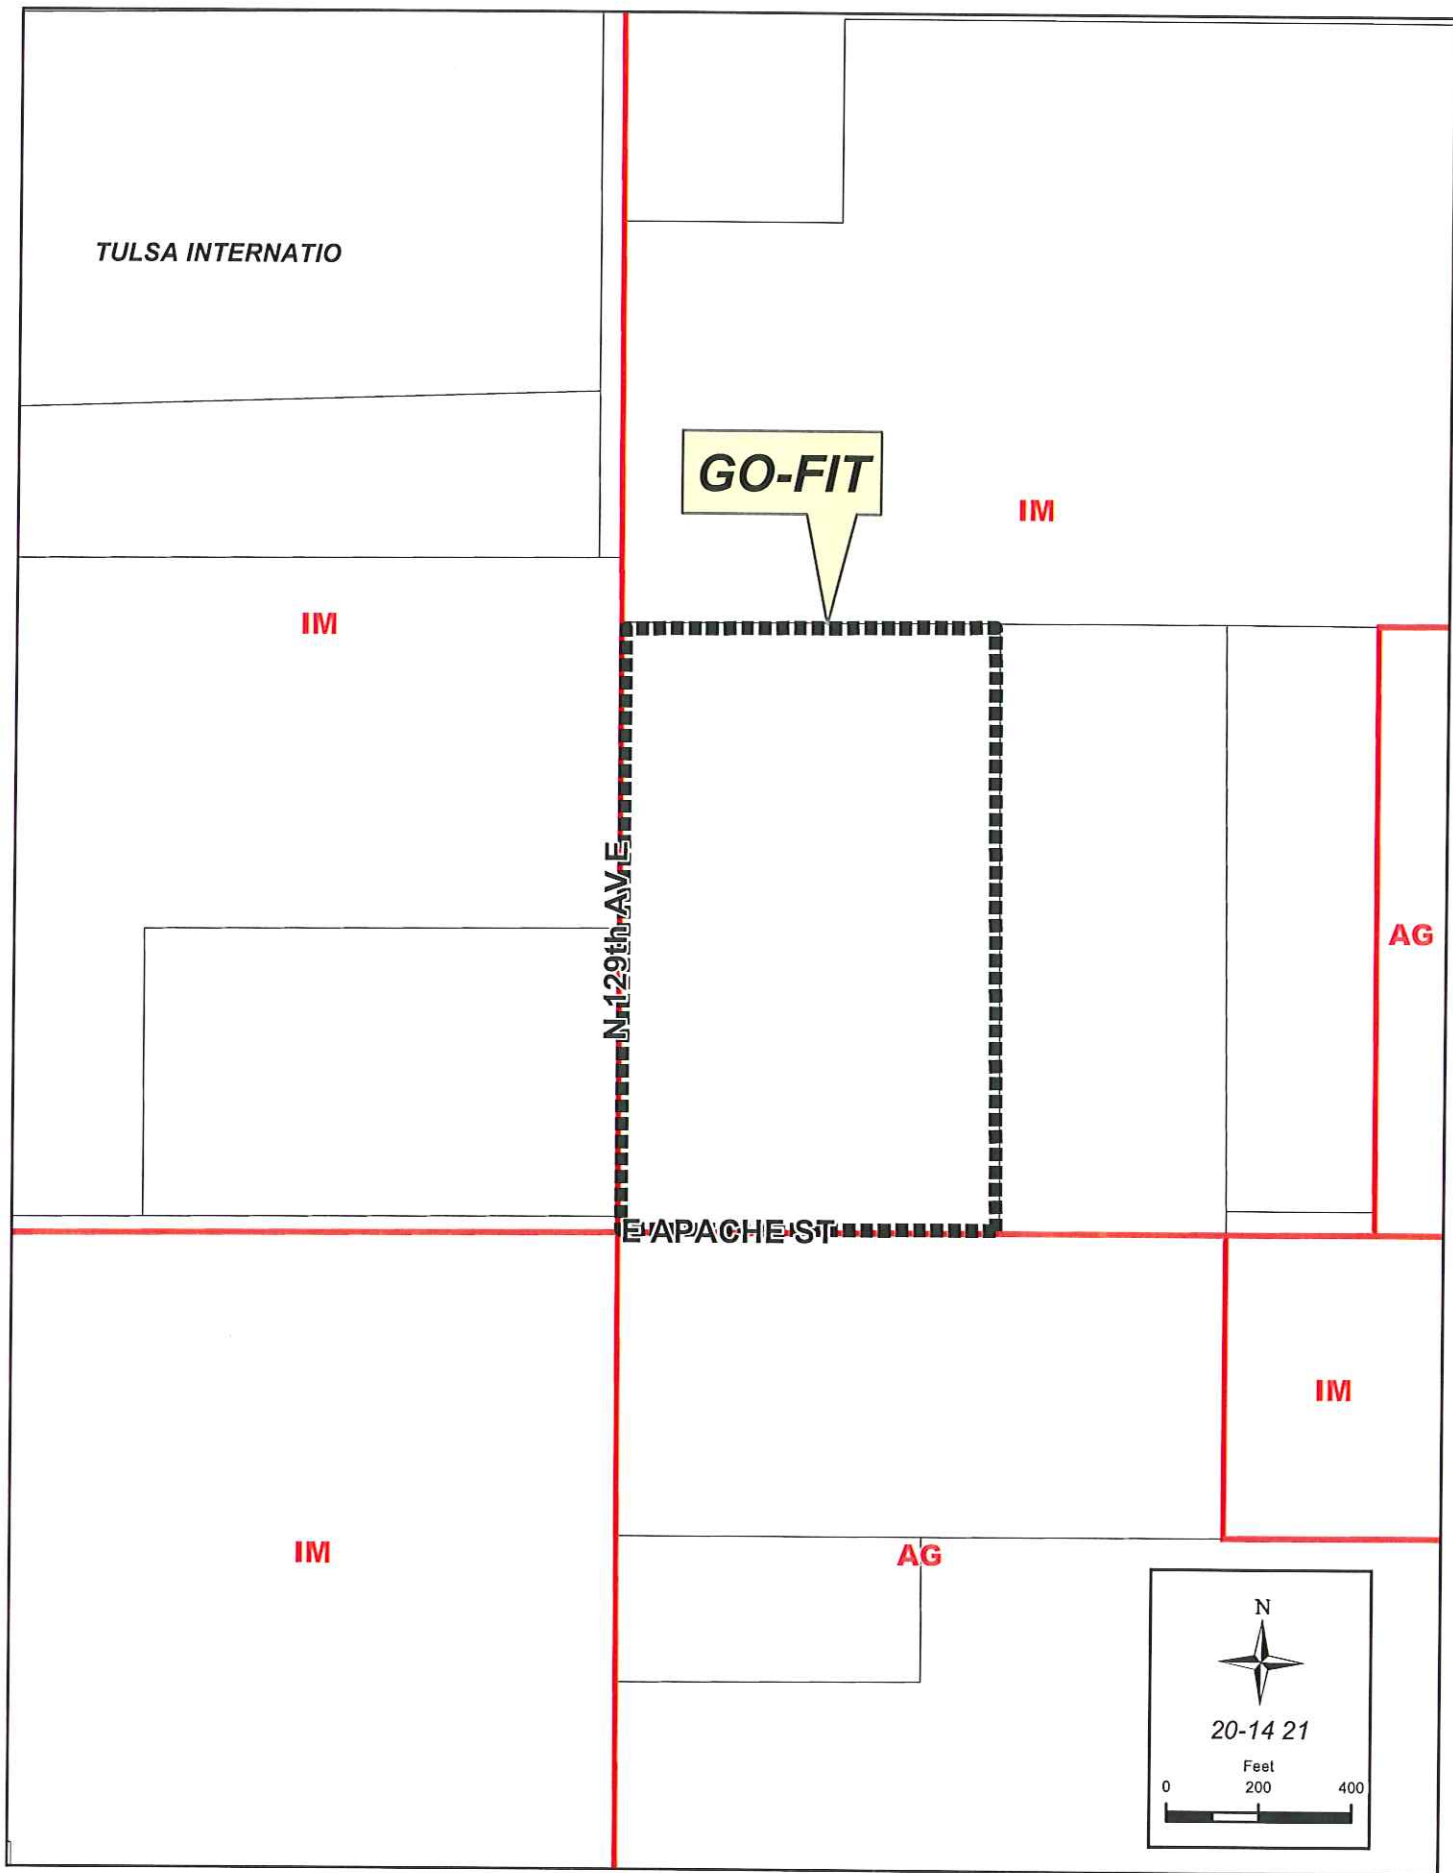 TULSA INTERNATIO
GO-FIT
IM
IM
N 129th AV E
AG
E APACHE ST
IM
IM
AG
N
20-14 21
Feet
0 200 400